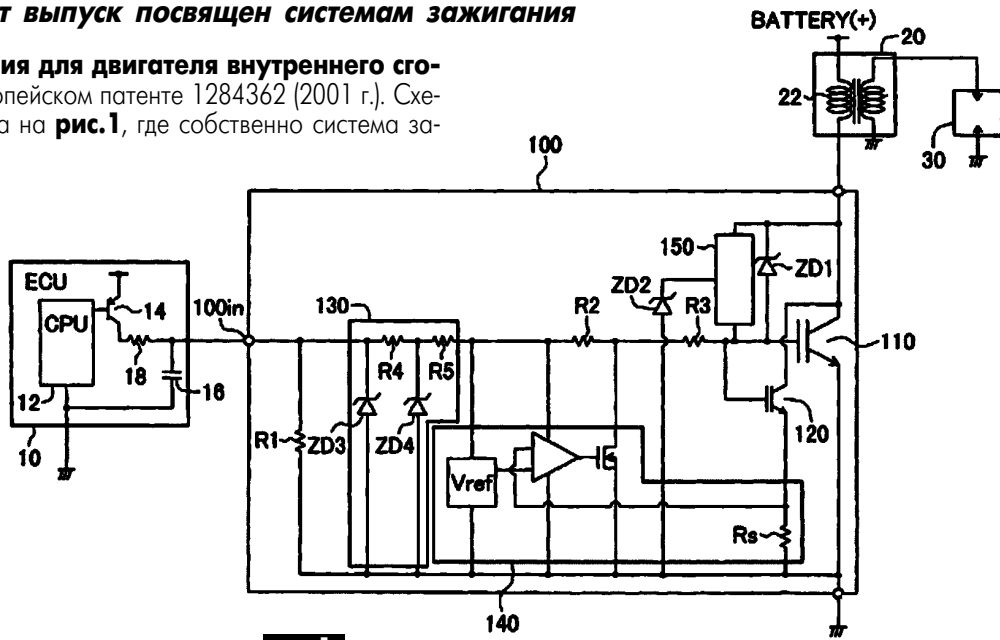 т выпуск посвящен системам зажигания
ия для двигателя внутреннего сго-
опейском патенте 1284362 (2001 г.). Схе-
а на рис.1, где собственно система за-
BATTERY(+)
20
22
30
100
ECU
CPU
14
18
16
12
10
100in
130
R4
R5
R2
R3
150
ZD1
ZD2
110
120
R1
ZD3
ZD4
Vref
Rs
140